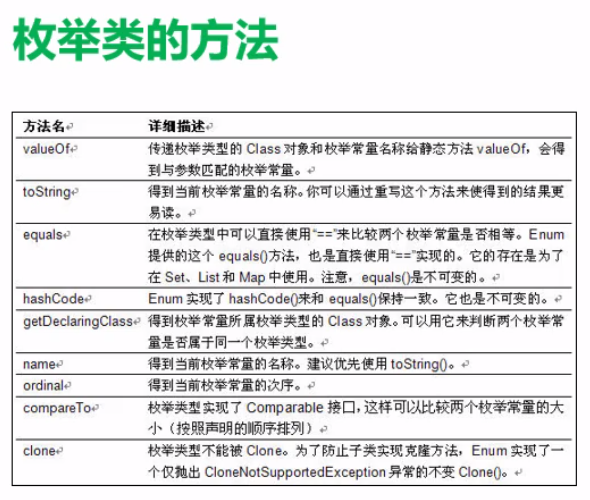 枚举类的方法
方法名 详细描述
valueOf 传递枚举类型的 Class 对象和枚举常量名称给静态方法 valueOf，会得
到与参数匹配的枚举常量。
toString 得到当前枚举常量的名称。你可以通过重写这个方法来使得到的结果更
易读。
equals 在枚举类型中可以直接使用“==”来比较两个枚举常量是否相等。Enum
提供的这个 equals()方法，也是直接使用“==”实现的。它的存在是为了
在 Set、List 和 Map 中使用。注意，equals()是不可变的。
hashCode Enum 实现了 hashCode()来和 equals()保持一致。它也是不可变的。
getDeclaringClass 得到枚举常量所属枚举类型的 Class 对象。可以用它来判断两个枚举常
量是否属于同一个枚举类型。
name 得到当前枚举常量的名称。建议优先使用 toString()。
ordinal 得到当前枚举常量的次序。
compareTo 枚举类型实现了 Comparable 接口，这样可以比较两个枚举常量的大
小（按照声明的顺序排列）
clone 枚举类型不能被 Clone。为了防止子类实现克隆方法，Enum 实现了一
个仅抛出 CloneNotSupportedException 异常的不变 Clone()。